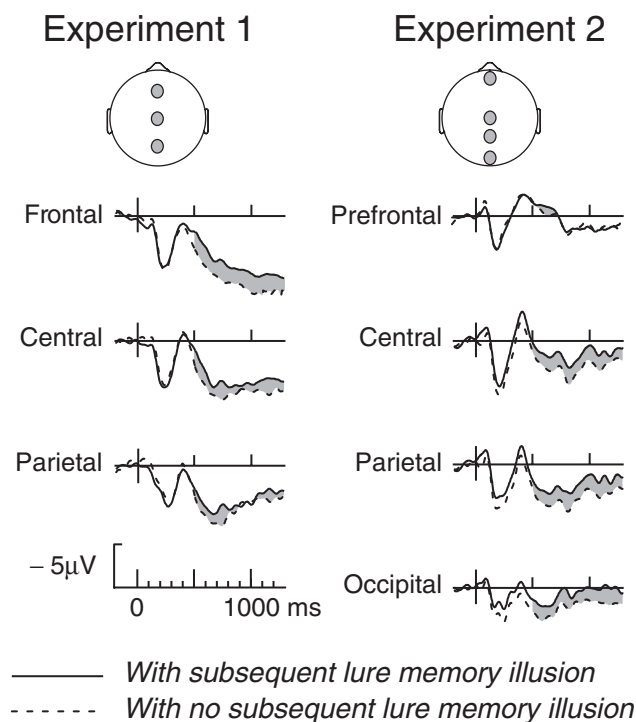 Experiment 1
Experiment 2
Frontal
Prefrontal
Central
Central
Parietal
Parietal
– 5μV
0 1000 ms
Occipital
With subsequent lure memory illusion
With no subsequent lure memory illusion